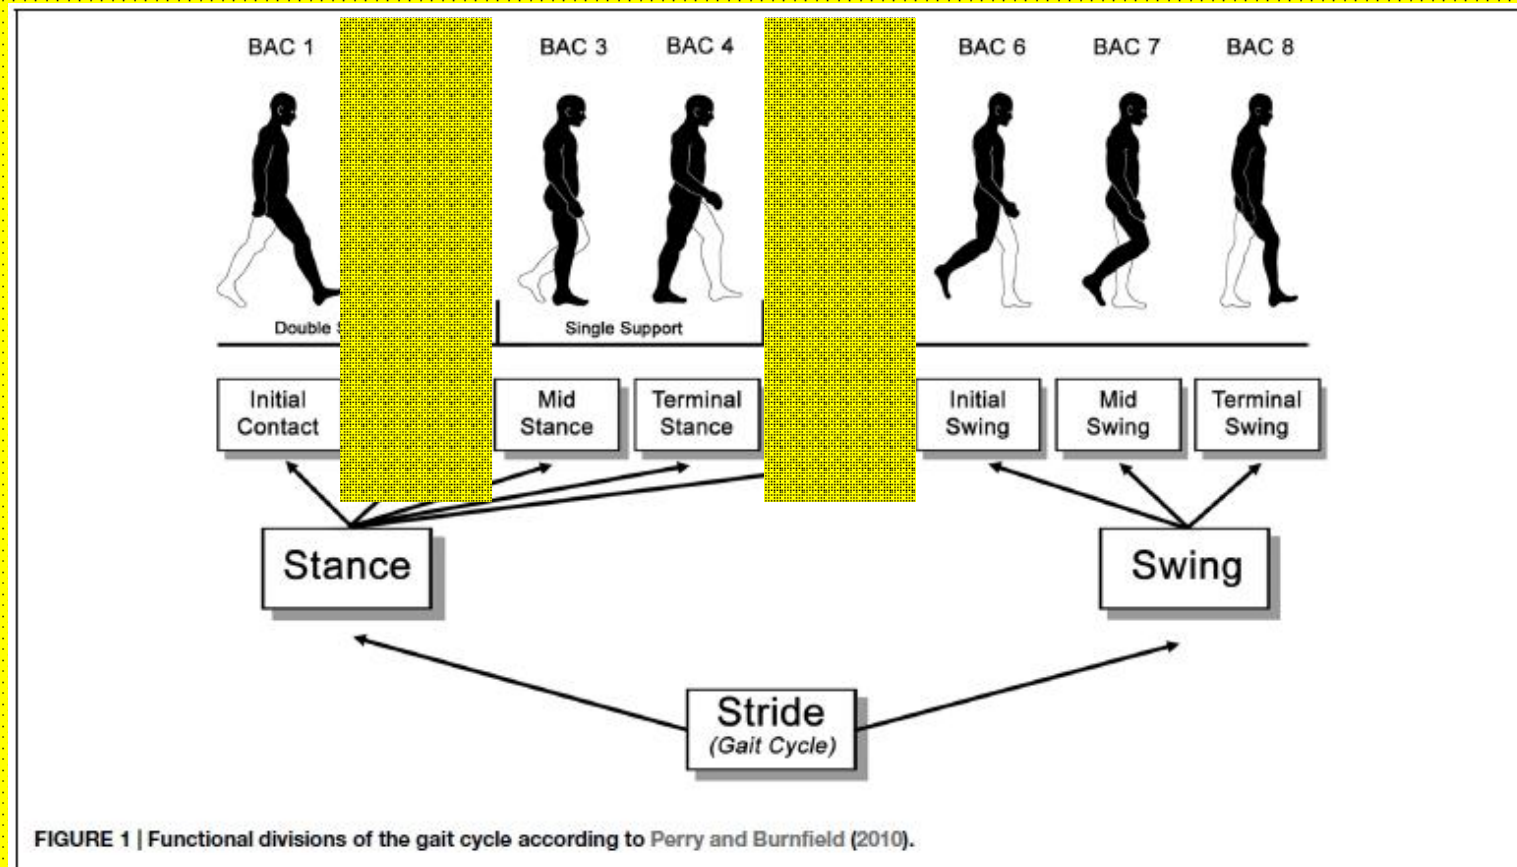 BAC 1 BAC 3 BAC 4 BAC 6 BAC 7 BAC 8
Double Single Support
Initial Contact
Mid Stance
Terminal Stance
Initial Swing
Mid Swing
Terminal Swing
Stance Swing
Stride
(Gait Cycle)
FIGURE 1 | Functional divisions of the gait cycle according to Perry and Burnfield (2010).